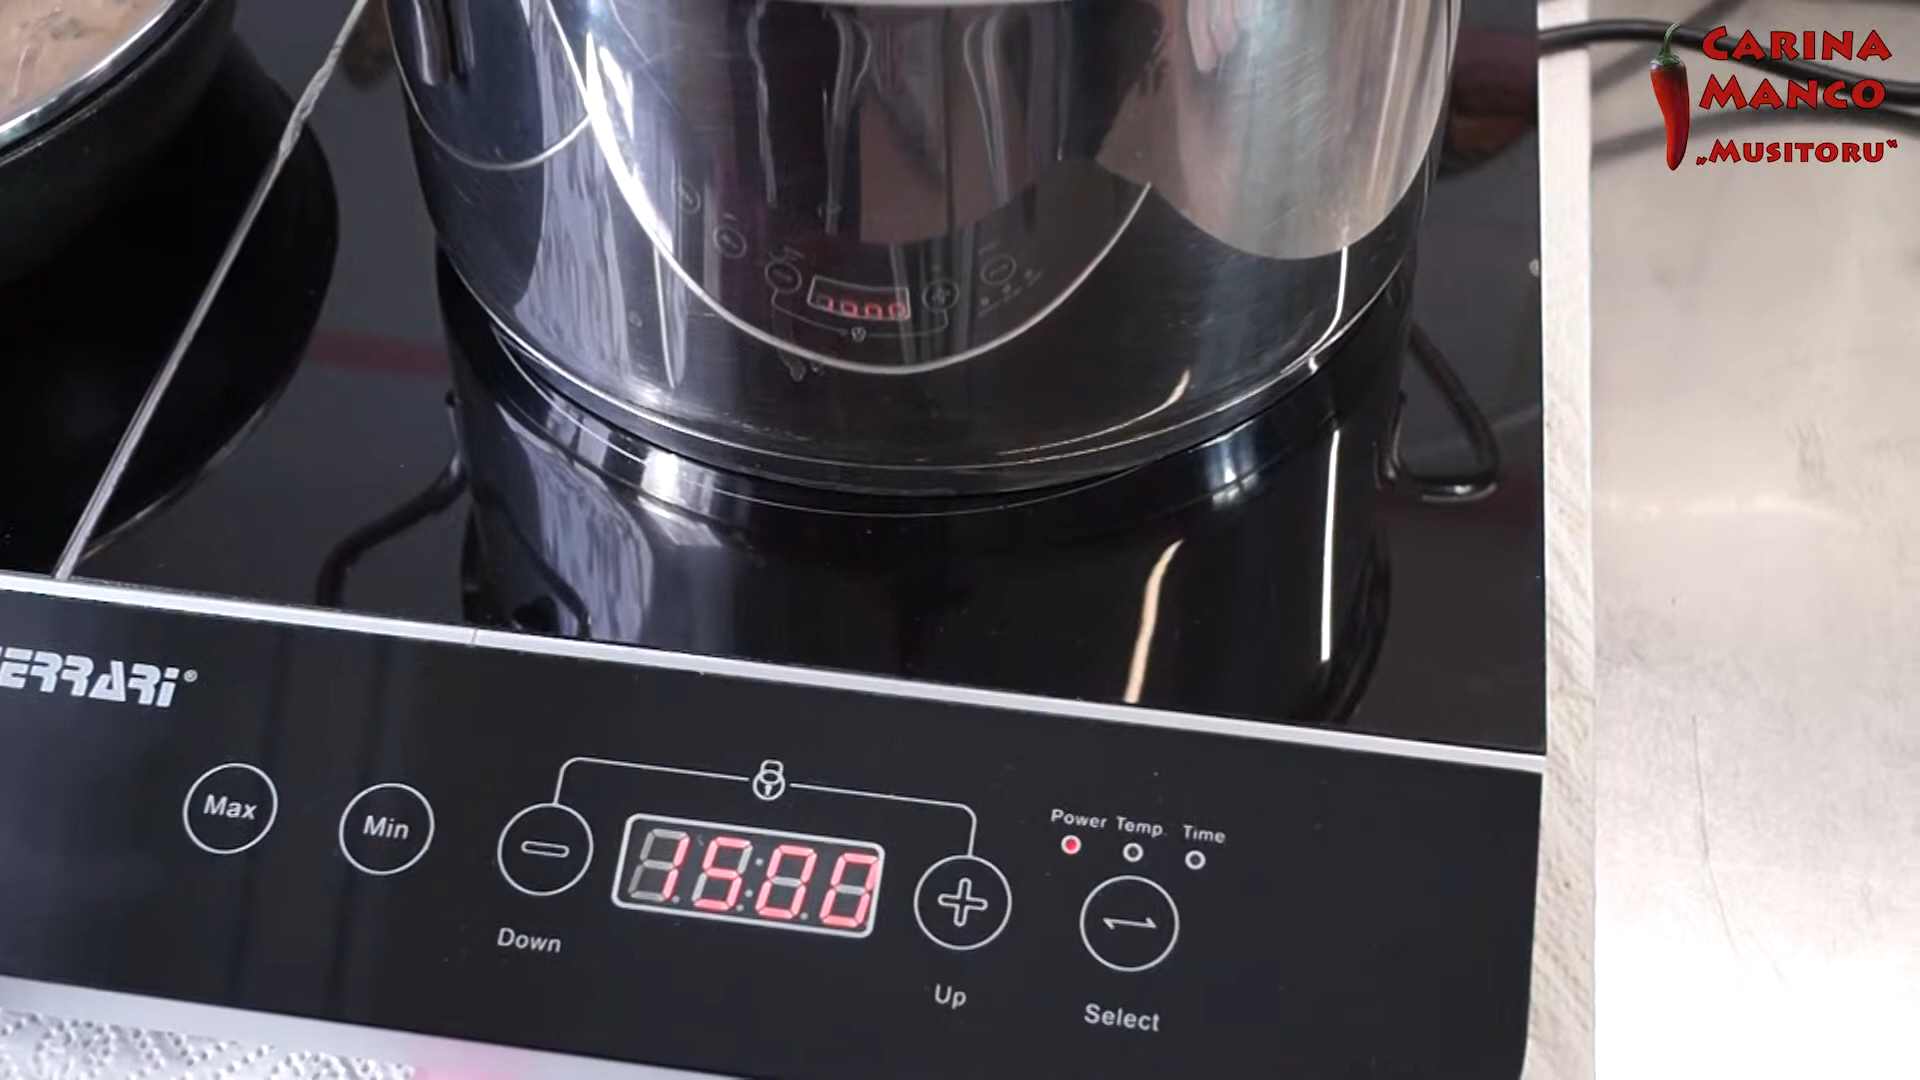 CARINA
MANCO
„MUSITORU“
ERRARI®
Max
Min
Down
1500
Up
Power Temp. Time
Select